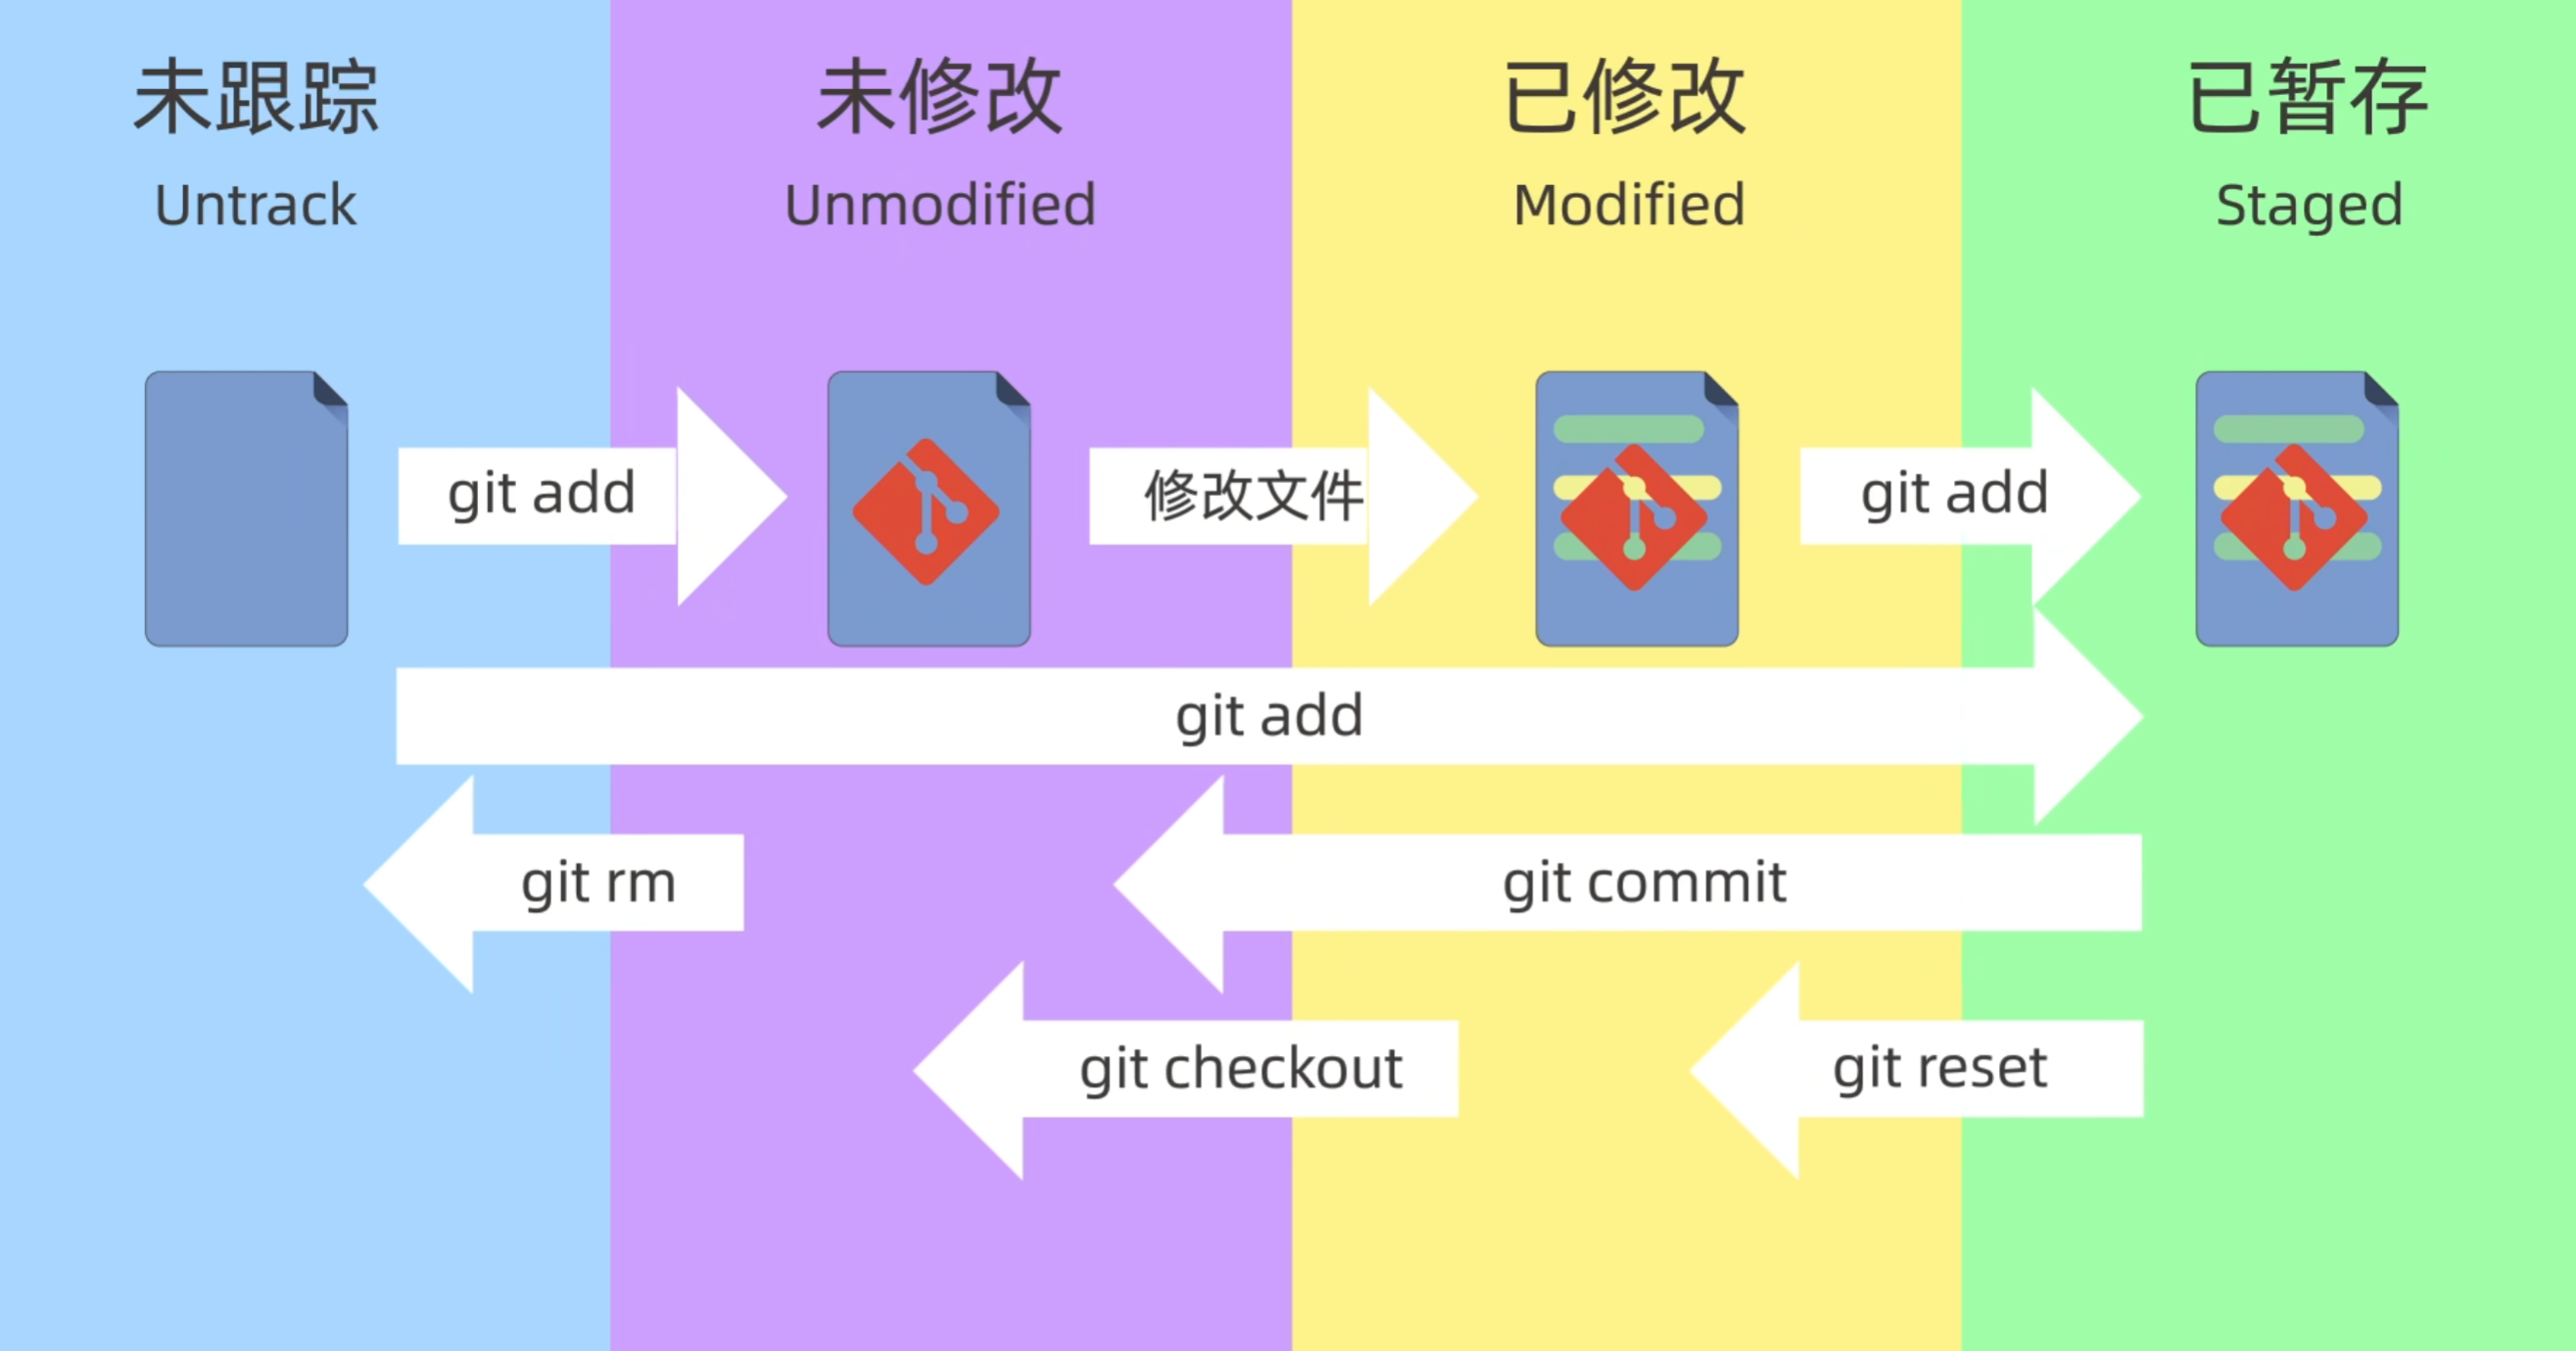 未跟踪
Untrack
未修改
Unmodified
已修改
Modified
已暂存
Staged
git add
修改文件
git add
git add
git rm
git commit
git checkout
git reset